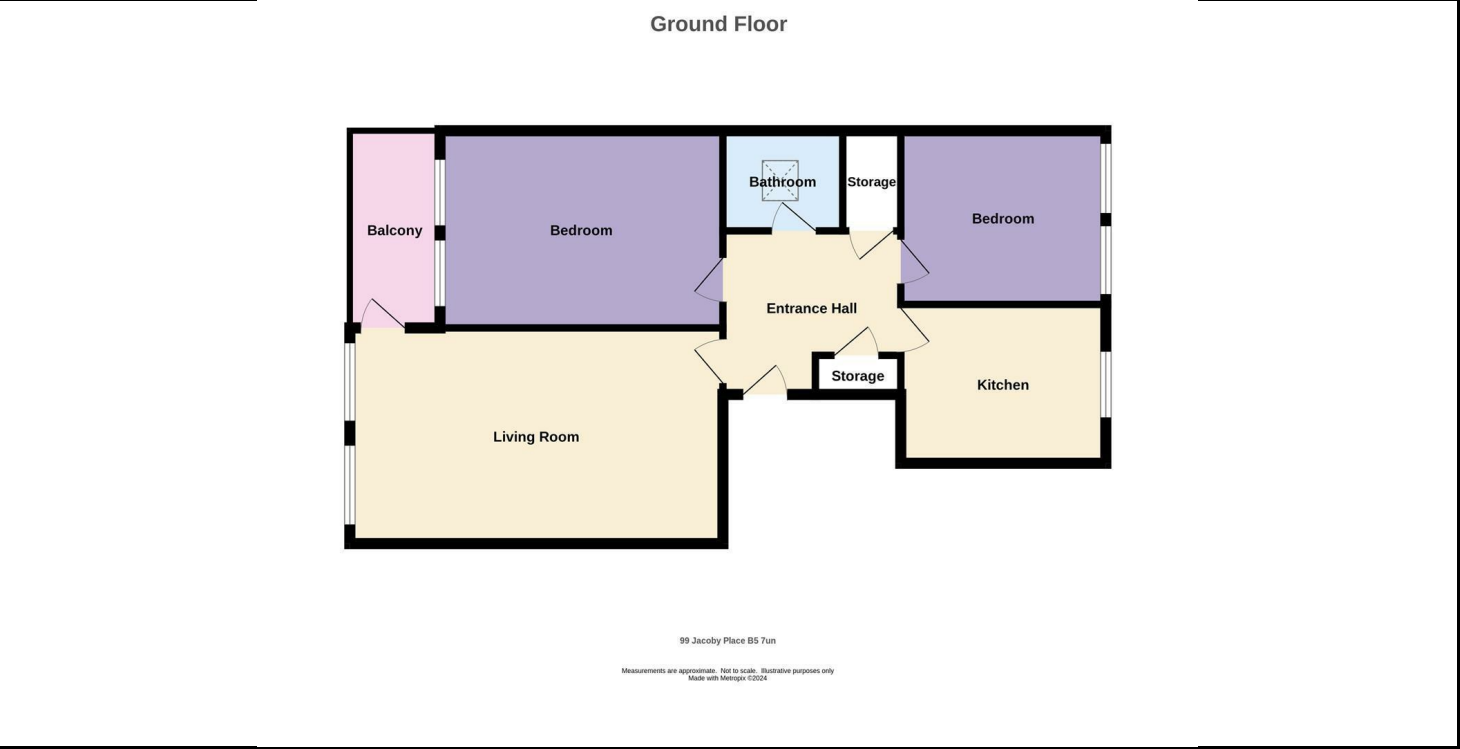 Ground Floor
Bathroom
Storage
Bedroom
Balcony
Bedroom
Entrance Hall
Storage
Kitchen
Living Room
99 Jacoby Place B5 7un
Measurements are approximate. Not to scale. Illustrative purposes only
Made with Metropix ©2024